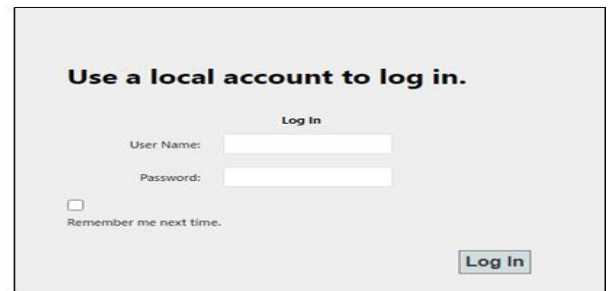 Use a local account to log in.
Log In
User Name:
Password:
Remember me next time.
Log In